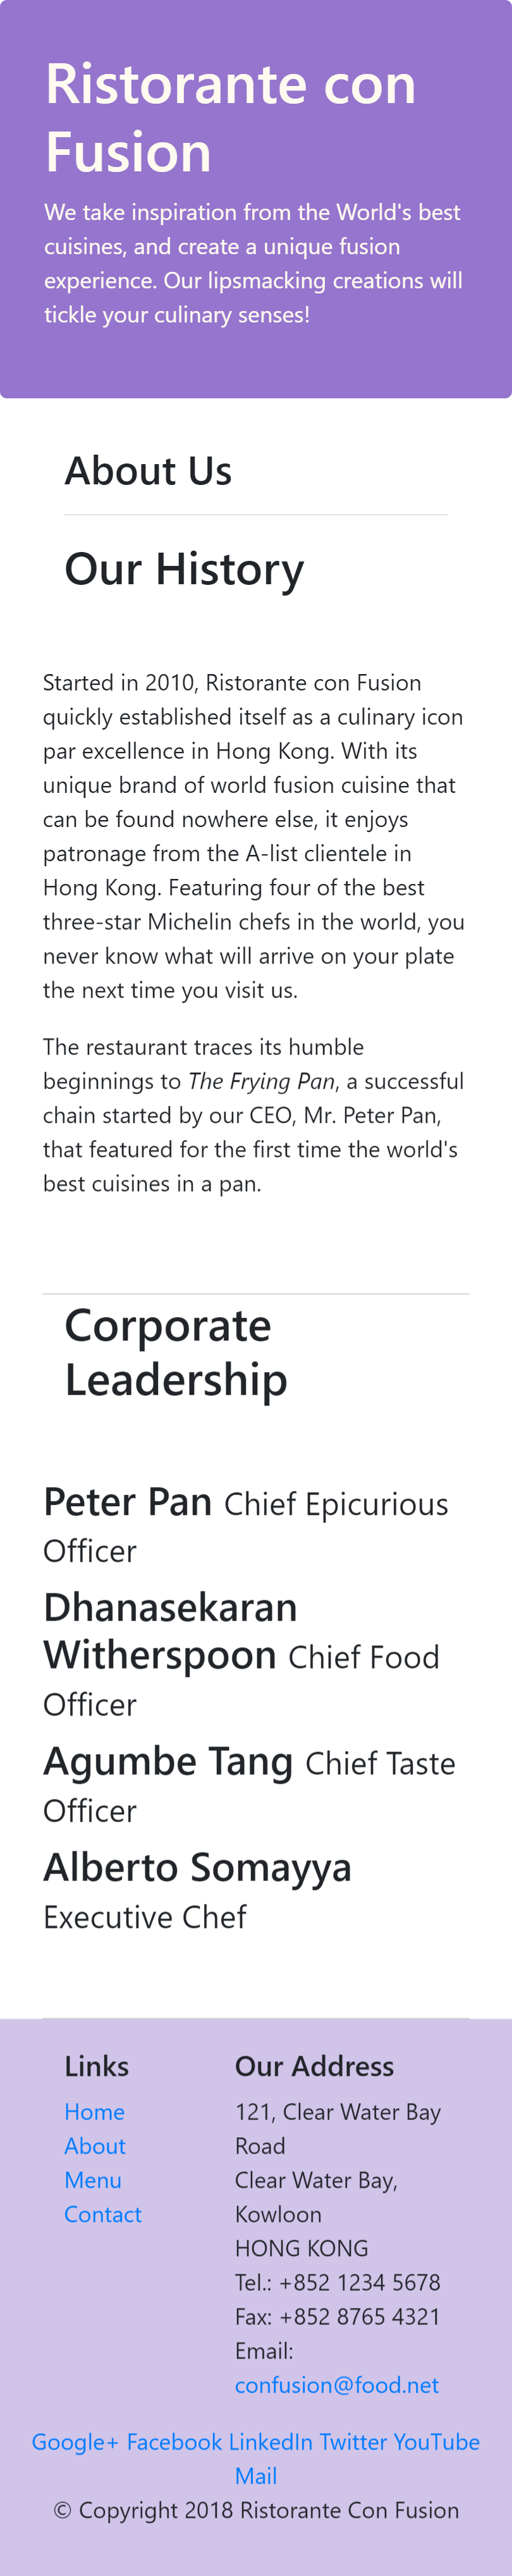 Ristorante con
Fusion
We take inspiration from the World's best
cuisines, and create a unique fusion
experience. Our lipsmacking creations will
tickle your culinary senses!
About Us
Our History
Started in 2010, Ristorante con Fusion
quickly established itself as a culinary icon
par excellence in Hong Kong. With its
unique brand of world fusion cuisine that
can be found nowhere else, it enjoys
patronage from the A-list clientele in
Hong Kong. Featuring four of the best
three-star Michelin chefs in the world, you
never know what will arrive on your plate
the next time you visit us.
The restaurant traces its humble
beginnings to The Frying Pan, a successful
chain started by our CEO, Mr. Peter Pan,
that featured for the first time the world's
best cuisines in a pan.
Corporate
Leadership
Peter Pan Chief Epicurious
Officer
Dhanasekaran
Witherspoon Chief Food
Officer
Agumbe Tang Chief Taste
Officer
Alberto Somayya
Executive Chef
Links
Home
About
Menu
Contact
Our Address
121, Clear Water Bay
Road
Clear Water Bay,
Kowloon
HONG KONG
Tel.: +852 1234 5678
Fax: +852 8765 4321
Email:
confusion@food.net
Google+ Facebook LinkedIn Twitter YouTube
Mail
© Copyright 2018 Ristorante Con Fusion